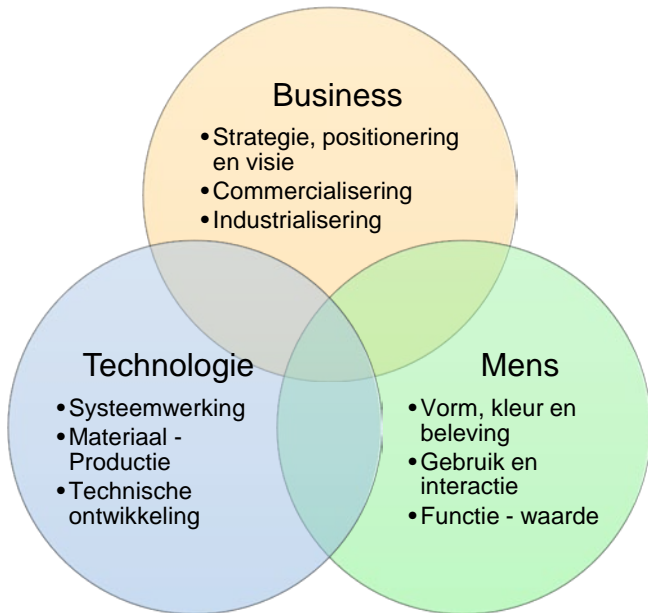 Business
•Strategie, positionering
en visie
•Commercialisering
•Industrialisering
Technologie
•Systeemwerking
•Materiaal -
Productie
•Technische
ontwikkeling
Mens
•Vorm, kleur en
beleving
•Gebruik en
interactie
•Functie - waarde